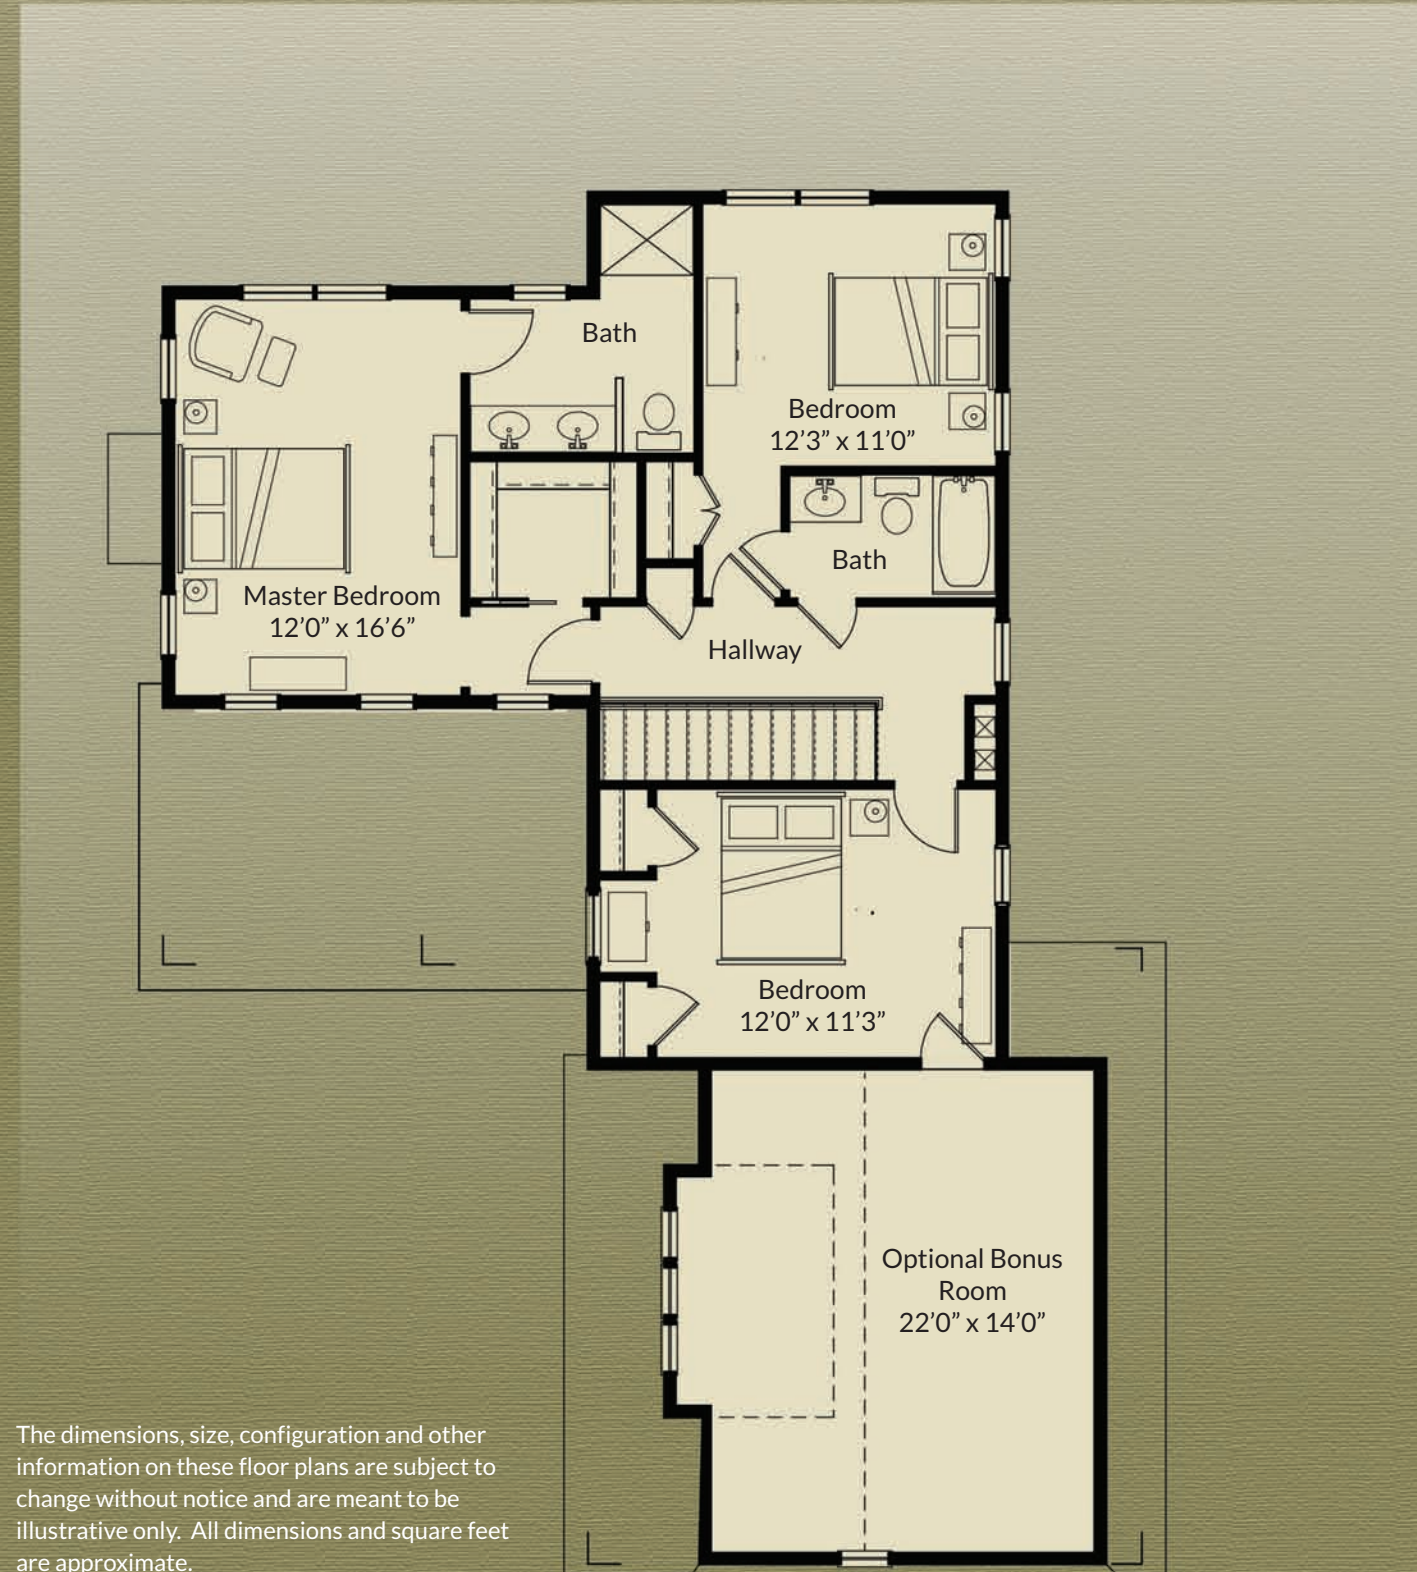 Bath
Bedroom
12’3” x 11’0”
Master Bedroom
12’0” x 16’6”
Bath
Hallway
Bedroom
12’0” x 11’3”
Optional Bonus
Room
22’0” x 14’0”
The dimensions, size, configuration and other
information on these floor plans are subject to
change without notice and are meant to be
illustrative only.  All dimensions and square feet
are approximate.